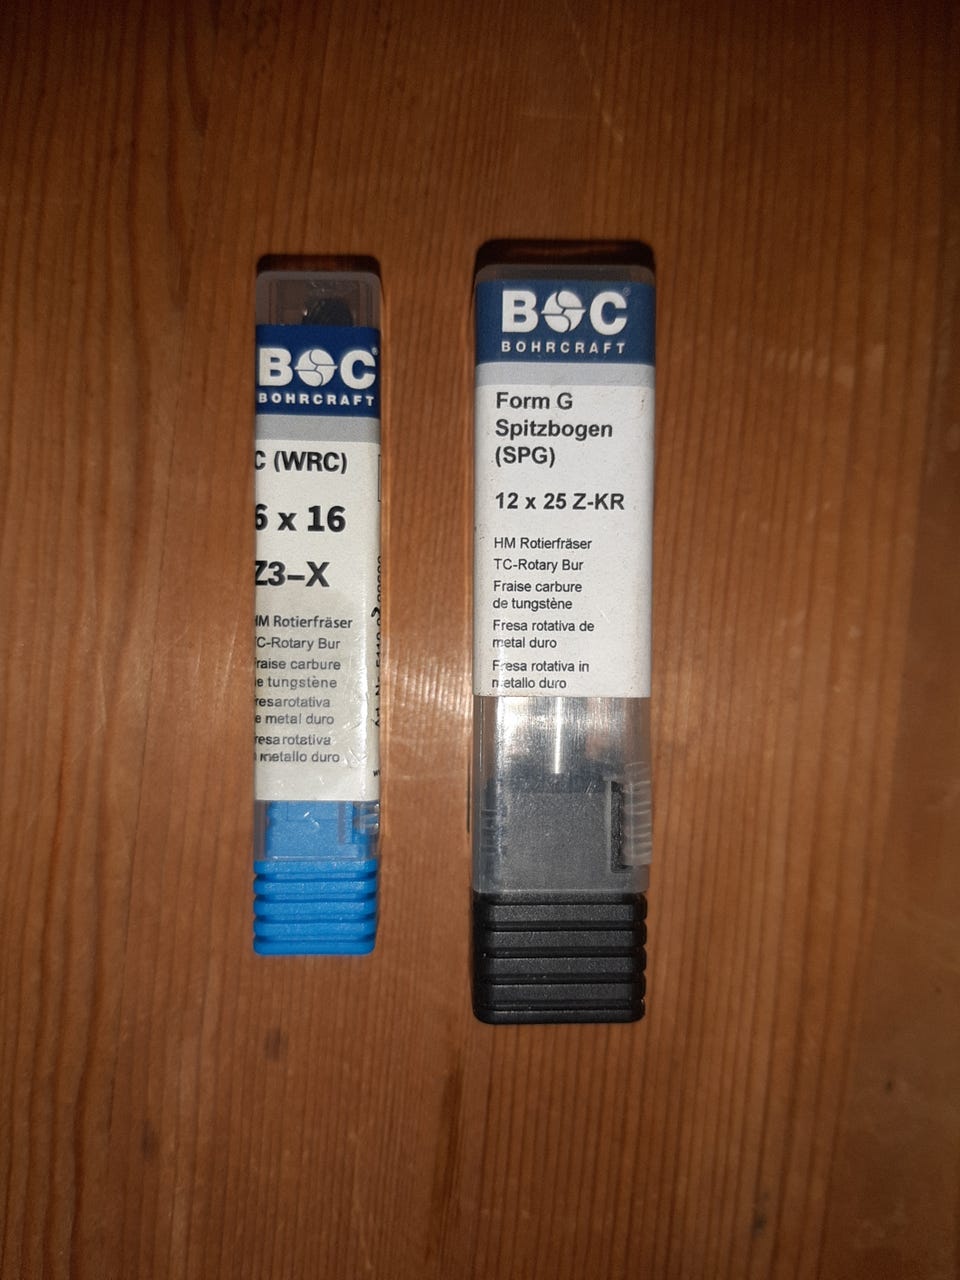 BOC
BOHRCRAFT
C (WRC)
6 x 16
Z3-X
HM Rotierfräser
TC-Rotary Bur
Fraise carbure
de tungstène
metal duro
metallo duro
BOC
BOHRCRAFT
Form G
Spitzbogen
(SPG)
12 x 25 Z-KR
HM Rotierfräser
TC-Rotary Bur
Fraise carbure
de tungstène
Fresa rotativa de
metal duro
Fresa rotativa in
metallo duro